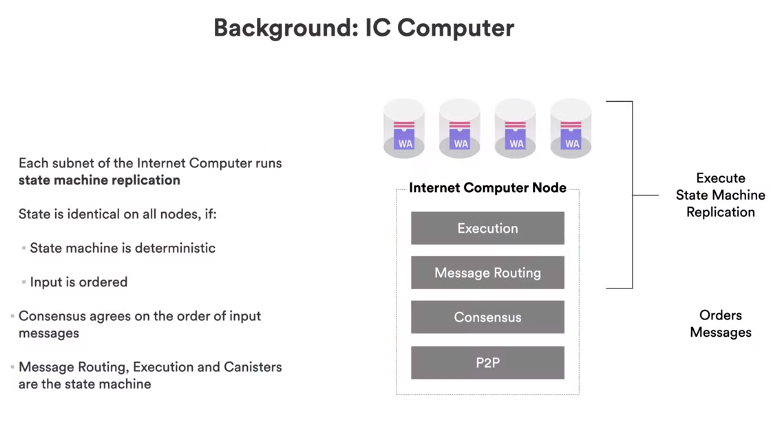 Background: IC Computer
Each subnet of the Internet Computer runs
state machine replication
State is identical on all nodes, if:
▪ State machine is deterministic
▪ Input is ordered
▪ Consensus agrees on the order of input
messages
▪ Message Routing, Execution and Canisters
are the state machine
WA
WA
WA
WA
Internet Computer Node
Execution
Message Routing
Consensus
P2P
Execute
State Machine
Replication
Orders
Messages